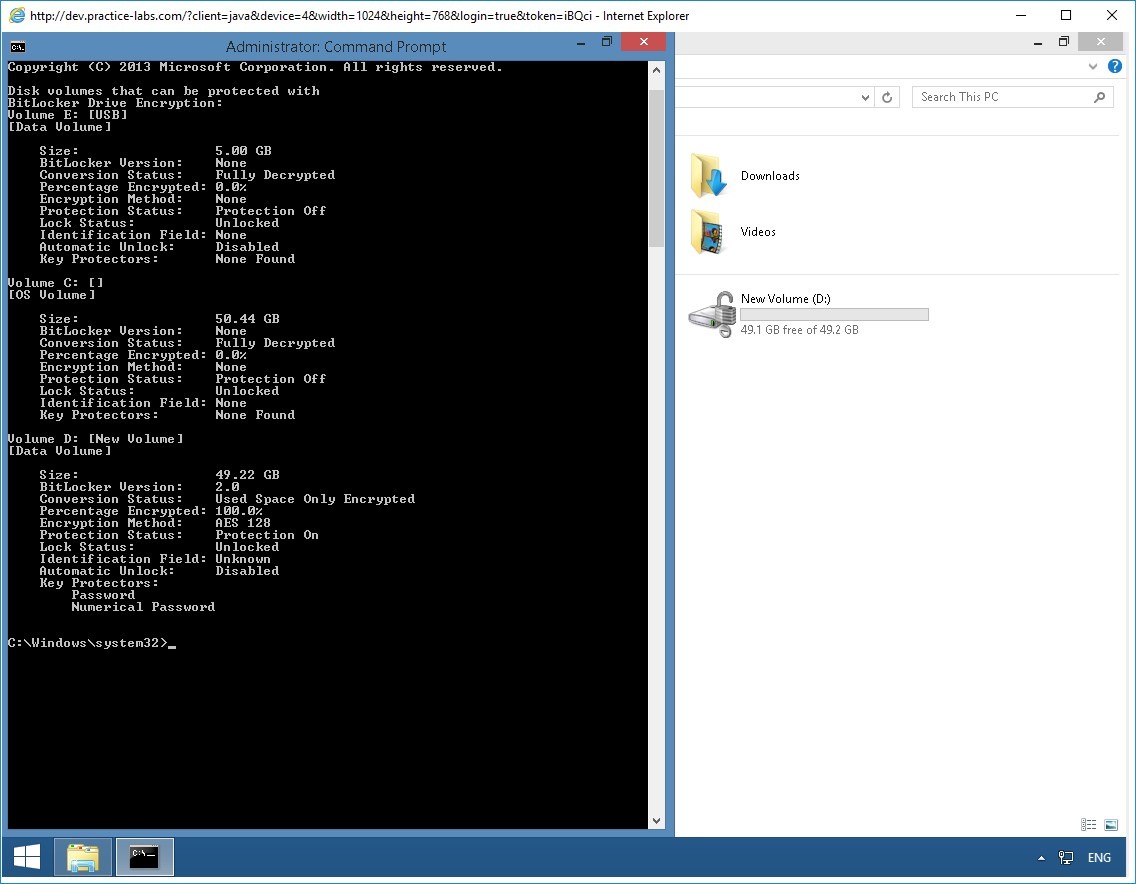 http://dev.practice-labs.com/?client=java&device=4&width=1024&height=768&login=true&token=iBQci - Internet Explorer
Administrator: Command Prompt
Copyright (C) 2013 Microsoft Corporation. All rights reserved.
Disk volumes that can be protected with
BitLocker Drive Encryption:
Volume E: [USB]
[Data Volume]
Size: 5.00 GB
BitLocker Version: None
Conversion Status: Fully Decrypted
Percentage Encrypted: 0.0%
Encryption Method: None
Protection Status: Protection Off
Lock Status: Unlocked
Identification Field: None
Automatic Unlock: Disabled
Key Protectors: None Found
Volume C: []
[OS Volume]
Size: 50.44 GB
BitLocker Version: None
Conversion Status: Fully Decrypted
Percentage Encrypted: 0.0%
Encryption Method: None
Protection Status: Protection Off
Lock Status: Unlocked
Identification Field: None
Key Protectors: None Found
Volume D: [New Volume]
[Data Volume]
Size: 49.22 GB
BitLocker Version: 2.0
Conversion Status: Used Space Only Encrypted
Percentage Encrypted: 100.0%
Encryption Method: AES 128
Protection Status: Protection On
Lock Status: Unlocked
Identification Field: Unknown
Automatic Unlock: Disabled
Key Protectors:
Password
Numerical Password
C:\Windows\system32>_
Search This PC
Downloads
Videos
New Volume (D:)
49.1 GB free of 49.2 GB
ENG